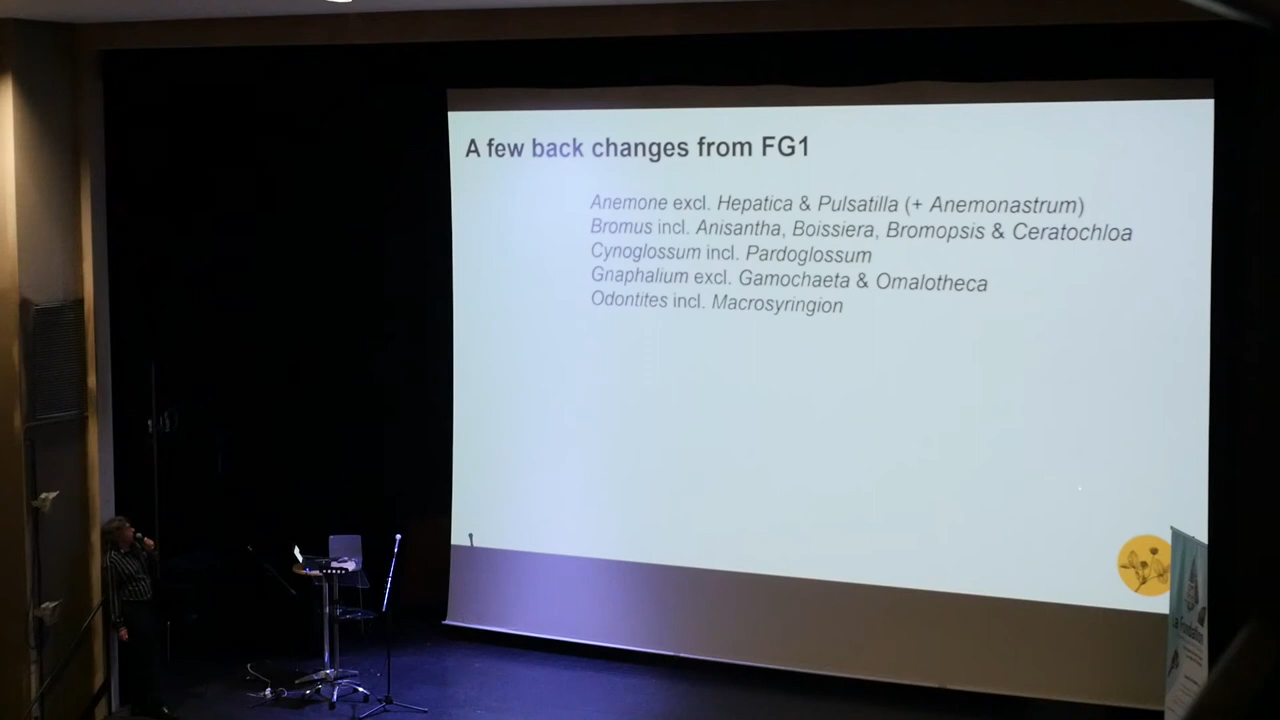 A few back changes from FG1
Anemone excl. Hepatica & Pulsatilla (+ Anemonastrum)
Bromus incl. Anisantha, Boissiera, Bromopsis & Ceratochloa
Cynoglossum incl. Pardoglossum
Gnaphalium excl. Gamochaeta & Omalotheca
Odontites incl. Macrosyringion